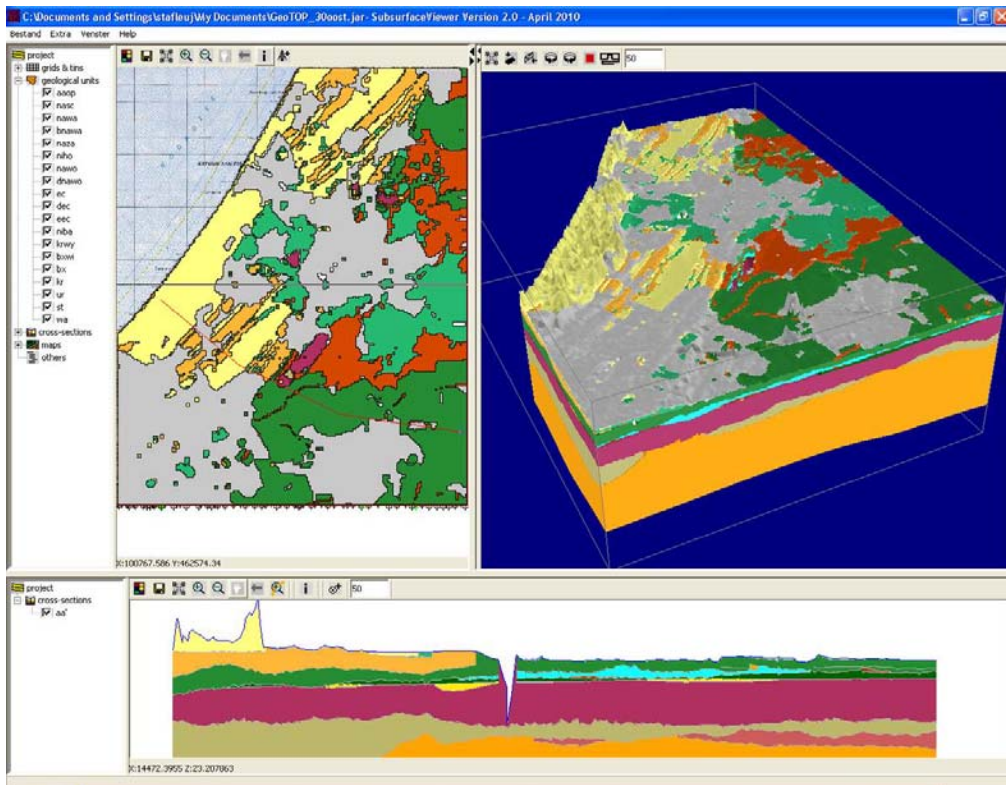 C:\Documents and Settings\stafleuj\My Documents\GeoTOP_30oost.jar- SubsurfaceViewer Version 2.0 - April 2010
Bestand Extra Venster Help
project
grids & tins
geological units
aaop
nasc
nawa
bnawa
naza
niho
nawo
dnawo
ec
dec
eec
niba
krwy
bxwi
bx
kr
ur
st
wa
cross-sections
maps
others
50
X:100767.586 Y:462574.34
project
cross-sections
aa'
50
X:14472.3955 Z:23.207863